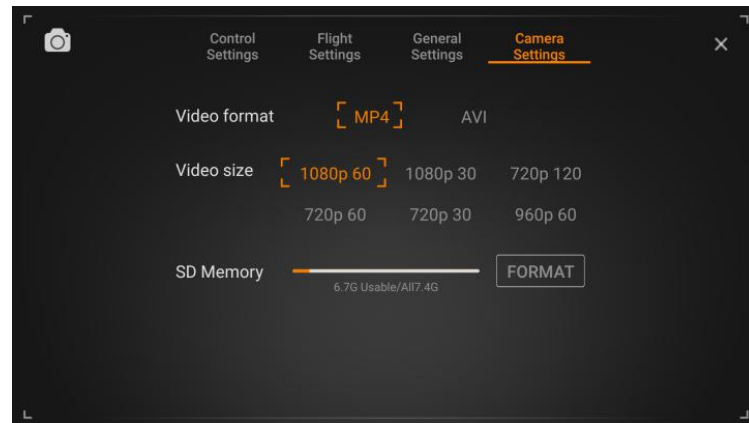 Control Settings
Flight Settings
General Settings
Camera Settings
Video format
MP4
AVI
Video size
1080p 60
1080p 30
720p 120
720p 60
720p 30
960p 60
SD Memory
6.7G Usable/All7.4G
FORMAT